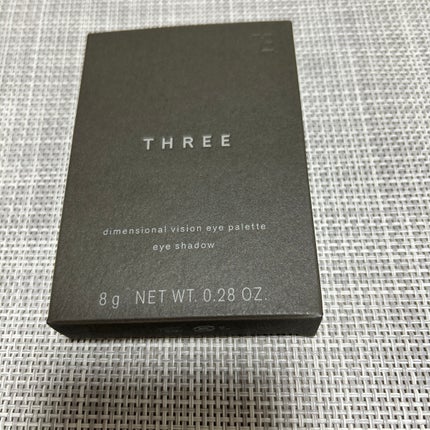 THREE
dimensional vision eye palette
eye shadow
8 g NET WT. 0.28 OZ.